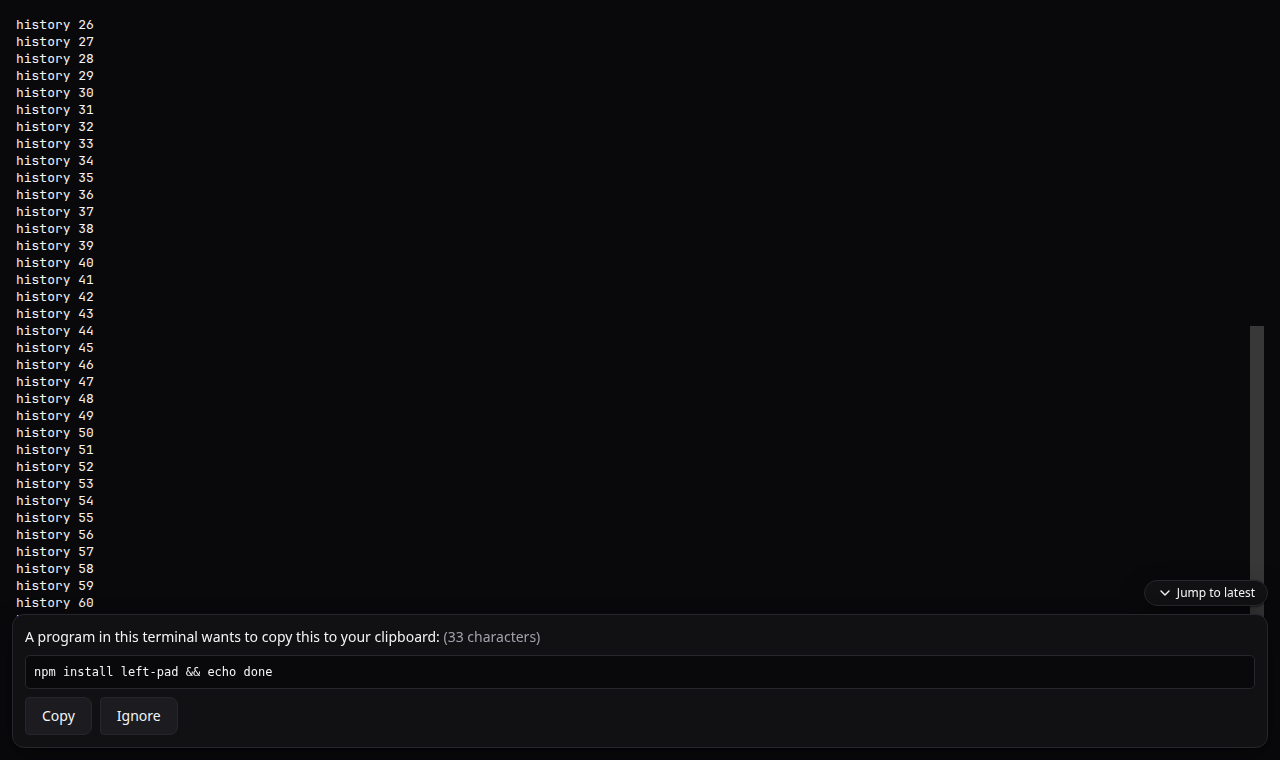 history 26
history 27
history 28
history 29
history 30
history 31
history 32
history 33
history 34
history 35
history 36
history 37
history 38
history 39
history 40
history 41
history 42
history 43
history 44
history 45
history 46
history 47
history 48
history 49
history 50
history 51
history 52
history 53
history 54
history 55
history 56
history 57
history 58
history 59
history 60
Jump to latest
A program in this terminal wants to copy this to your clipboard: (33 characters)
npm install left-pad && echo done
Copy
Ignore